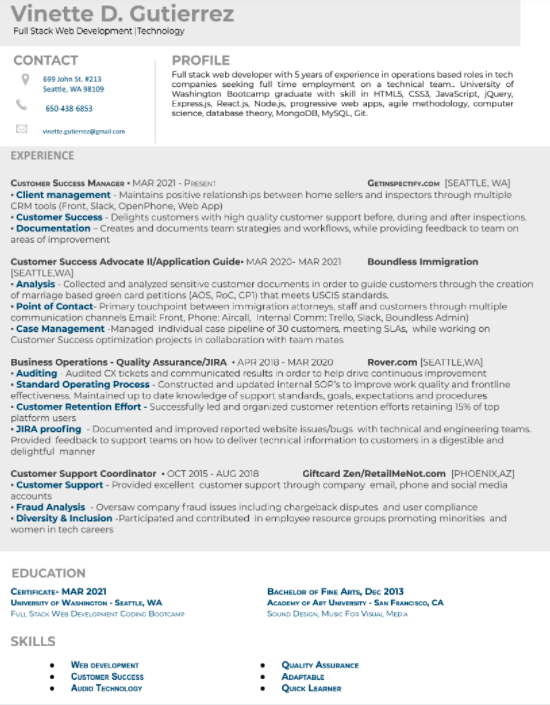 Vinette D. Gutierrez
Full Stack Web Development |Technology
CONTACT
699 John St. #213
Seattle, WA 98109
650-438-6853
vinette.gutierrez@gmail.com
PROFILE
Full stack web developer with 5 years of experience in operations based roles in tech
companies seeking full time employment on a technical team.. University of
Washington Bootcamp graduate with skill in HTML5, CSS3, JavaScript, jQuery,
Express.js, React.js, Node.js, progressive web apps, agile methodology, computer
science, database theory, MongoDB, MySQL, Git.
EXPERIENCE
Customer Success Manager • MAR 2021 - Present Getinspectify.com [SEATTLE, WA]
• Client management - Maintains positive relationships between home sellers and inspectors through multiple
CRM tools (Front, Slack, OpenPhone, Web App)
• Customer Success - Delights customers with high quality customer support before, during and after inspections.
• Documentation – Creates and documents team strategies and workflows, while providing feedback to team on
areas of improvement
Customer Success Advocate II/Application Guide• MAR 2020- MAR 2021 Boundless Immigration
[SEATTLE,WA]
• Analysis - Collected and analyzed sensitive customer documents in order to guide customers through the creation
of marriage based green card petitions (AOS, RoC, CP1) that meets USCIS standards.
• Point of Contact- Primary touchpoint between immigration attorneys, staff and customers through multiple
communication channels Email: Front, Phone: Aircall, Internal Comm: Trello, Slack, Boundless Admin)
• Case Management -Managed individual case pipeline of 30 customers, meeting SLAs, while working on
Customer Success optimization projects in collaboration with team mates
Business Operations - Quality Assurance/JIRA • APR 2018 - MAR 2020 Rover.com [SEATTLE,WA]
• Auditing - Audited CX tickets and communicated results in order to help drive continuous improvement
• Standard Operating Process - Constructed and updated internal SOP's to improve work quality and frontline
effectiveness. Maintained up to date knowledge of support standards, goals, expectations and procedures
• Customer Retention Effort - Successfully led and organized customer retention efforts retaining 15% of top
platform users
• JIRA proofing - Documented and improved reported website issues/bugs with technical and engineering teams.
Provided feedback to support teams on how to deliver technical information to customers in a digestible and
delightful manner
Customer Support Coordinator • OCT 2015 - AUG 2018 Giftcard Zen/RetailMeNot.com [PHOENIX,AZ]
• Customer Support - Provided excellent customer support through company email, phone and social media
accounts
• Fraud Analysis - Oversaw company fraud issues including chargeback disputes and user compliance
• Diversity & Inclusion -Participated and contributed in employee resource groups promoting minorities and
women in tech careers
EDUCATION
Certificate- MAR 2021
University of Washington - Seattle, WA
Full Stack Web Development Coding Bootcamp
Bachelor of Fine Arts, Dec 2013
Academy of Art University - San Francisco, CA
Sound Design, Music For Visual Media
SKILLS
• Web development
• Customer Success
• Audio Technology
• Quality Assurance
• Adaptable
• Quick Learner